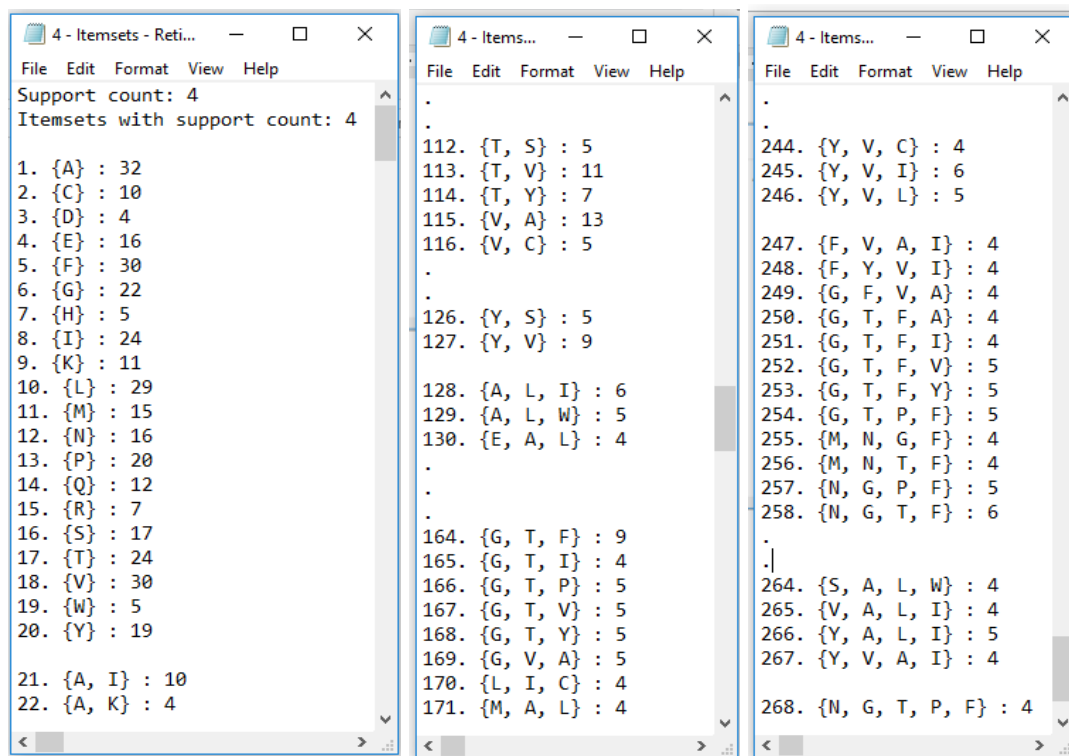 4 - Itemsets - Reti...
File Edit Format View Help
Support count: 4
Itemsets with support count: 4
1. {A} : 32
2. {C} : 10
3. {D} : 4
4. {E} : 16
5. {F} : 30
6. {G} : 22
7. {H} : 5
8. {I} : 24
9. {K} : 11
10. {L} : 29
11. {M} : 15
12. {N} : 16
13. {P} : 20
14. {Q} : 12
15. {R} : 7
16. {S} : 17
17. {T} : 24
18. {V} : 30
19. {W} : 5
20. {Y} : 19
21. {A, I} : 10
22. {A, K} : 4
4 - Items...
File Edit Format View Help
.
.
112. {T, S} : 5
113. {T, V} : 11
114. {T, Y} : 7
115. {V, A} : 13
116. {V, C} : 5
.
.
126. {Y, S} : 5
127. {Y, V} : 9
128. {A, L, I} : 6
129. {A, L, W} : 5
130. {E, A, L} : 4
.
.
.
164. {G, T, F} : 9
165. {G, T, I} : 4
166. {G, T, P} : 5
167. {G, T, V} : 5
168. {G, T, Y} : 5
169. {G, V, A} : 5
170. {L, I, C} : 4
171. {M, A, L} : 4
4 - Items...
File Edit Format View Help
.
.
244. {Y, V, C} : 4
245. {Y, V, I} : 6
246. {Y, V, L} : 5
247. {F, V, A, I} : 4
248. {F, Y, V, I} : 4
249. {G, F, V, A} : 4
250. {G, T, F, A} : 4
251. {G, T, F, I} : 4
252. {G, T, F, V} : 5
253. {G, T, F, Y} : 5
254. {G, T, P, F} : 5
255. {M, N, G, F} : 4
256. {M, N, T, F} : 4
257. {N, G, P, F} : 5
258. {N, G, T, F} : 6
.
.
264. {S, A, L, W} : 4
265. {V, A, L, I} : 4
266. {Y, A, L, I} : 5
267. {Y, V, A, I} : 4
268. {N, G, T, P, F} : 4